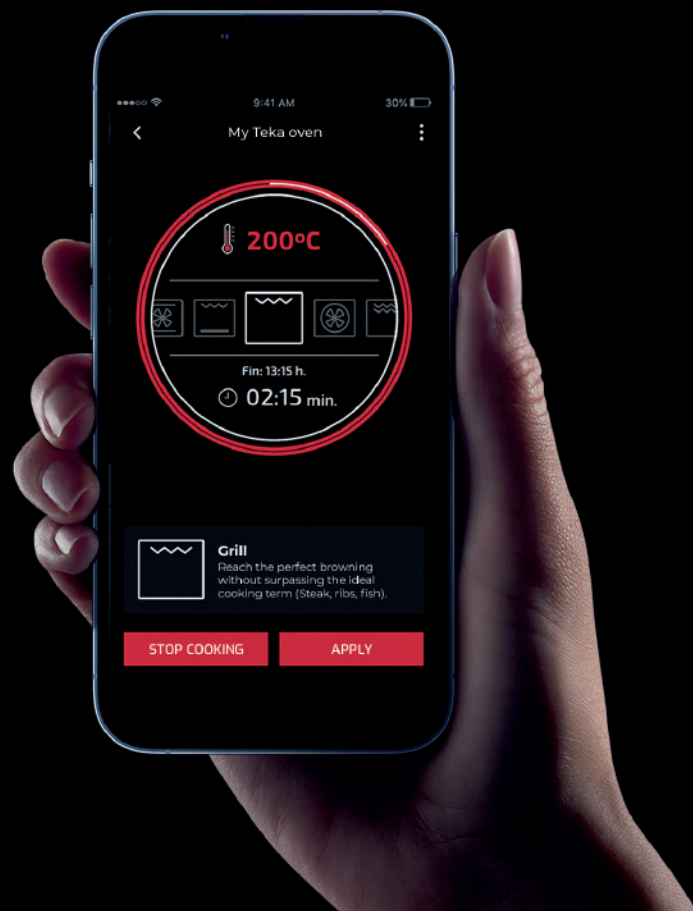 9:41 AM
30%
My Teka oven
200ºC
Fin: 13:15 h.
02:15 min.
Grill
Reach the perfect browning
without surpassing the ideal
cooking term (Steak, ribs, fish).
STOP COOKING
APPLY